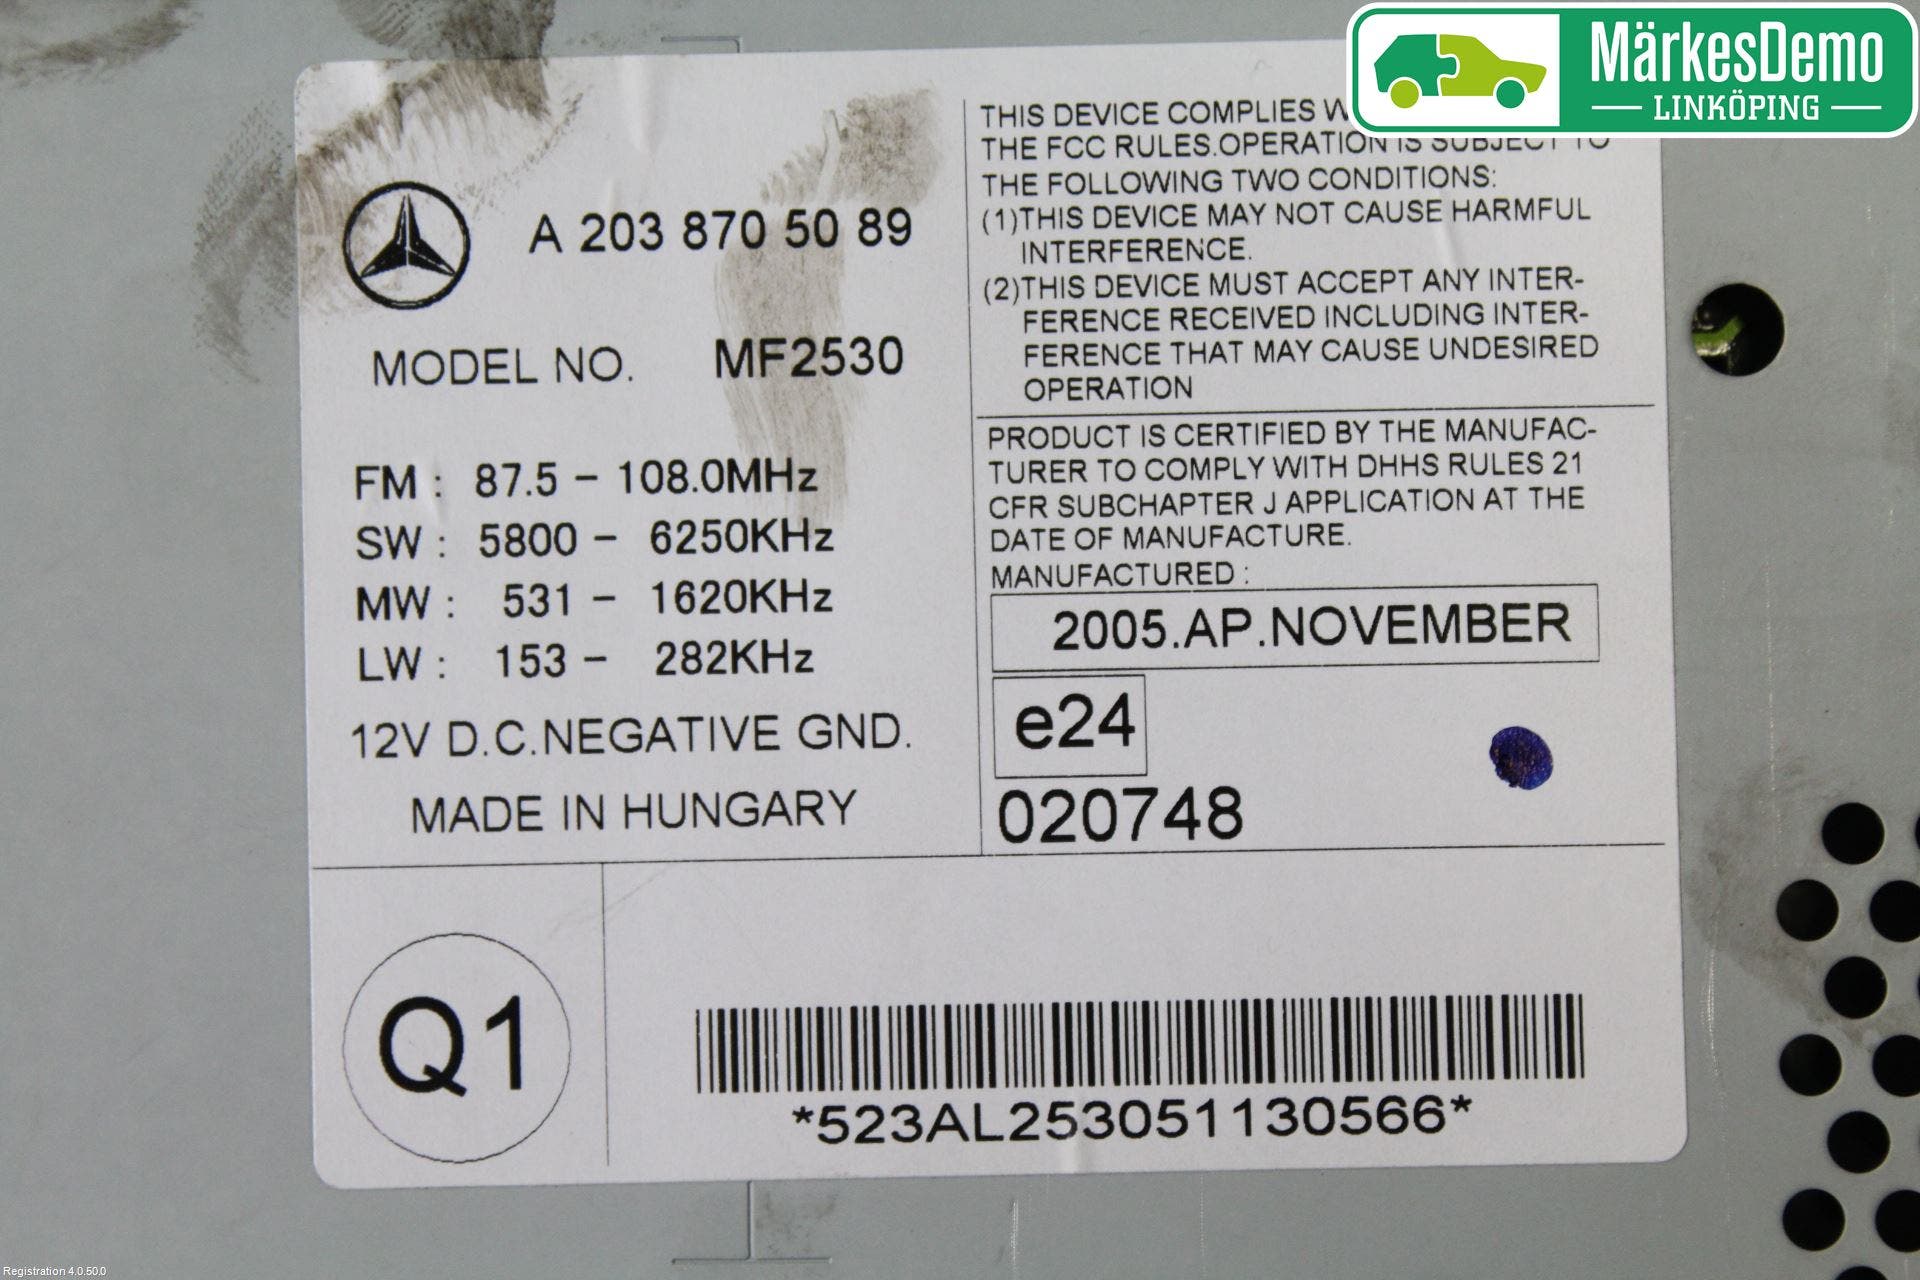 MärkesDemo
LINKÖPING
A 203 870 50 89
MODEL NO. MF2530
FM : 87.5 - 108.0MHz
SW : 5800 - 6250KHz
MW : 531 - 1620KHz
LW : 153 - 282KHz
12V D.C.NEGATIVE GND.
MADE IN HUNGARY
THIS DEVICE COMPLIES
THE FCC RULES.OPERATION IS SUBJECT TO
THE FOLLOWING TWO CONDITIONS:
(1)THIS DEVICE MAY NOT CAUSE HARMFUL
INTERFERENCE.
(2)THIS DEVICE MUST ACCEPT ANY INTER-
FERENCE RECEIVED INCLUDING INTER-
FERENCE THAT MAY CAUSE UNDESIRED
OPERATION
PRODUCT IS CERTIFIED BY THE MANUFAC-
TURER TO COMPLY WITH DHHS RULES 21
CFR SUBCHAPTER J APPLICATION AT THE
DATE OF MANUFACTURE.
MANUFACTURED :
2005.AP.NOVEMBER
e24
020748
Q1
*523AL253051130566*
Registration 4.0.50.0